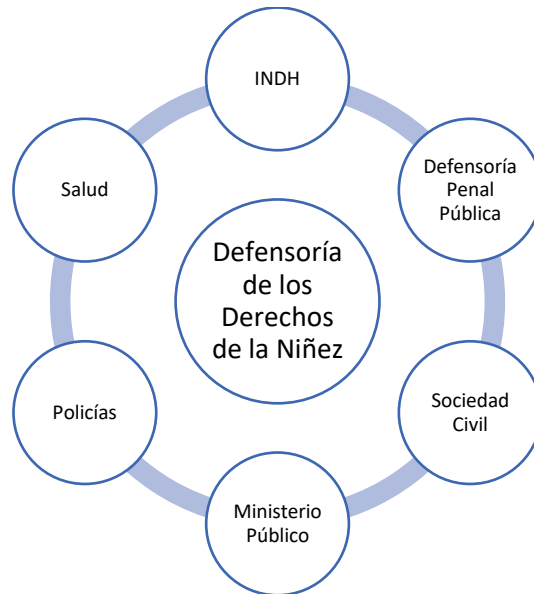 INDH
Defensoría
Penal
Pública
Sociedad
Civil
Ministerio
Público
Policías
Salud
Defensoría
de los
Derechos
de la Niñez